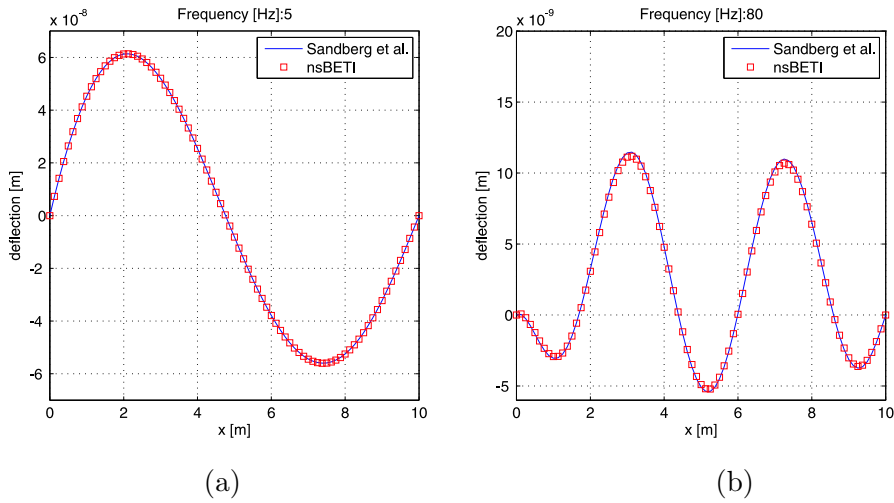 Frequency [Hz]:5
x 10⁻⁸
6
4
2
0
-2
-4
-6
deflection [m]
Sandberg et al.
nsBETI
0
2
4
6
8
10
x [m]
(a)
Frequency [Hz]:80
x 10⁻⁹
20
15
10
5
0
-5
deflection [m]
Sandberg et al.
nsBETI
0
2
4
6
8
10
x [m]
(b)